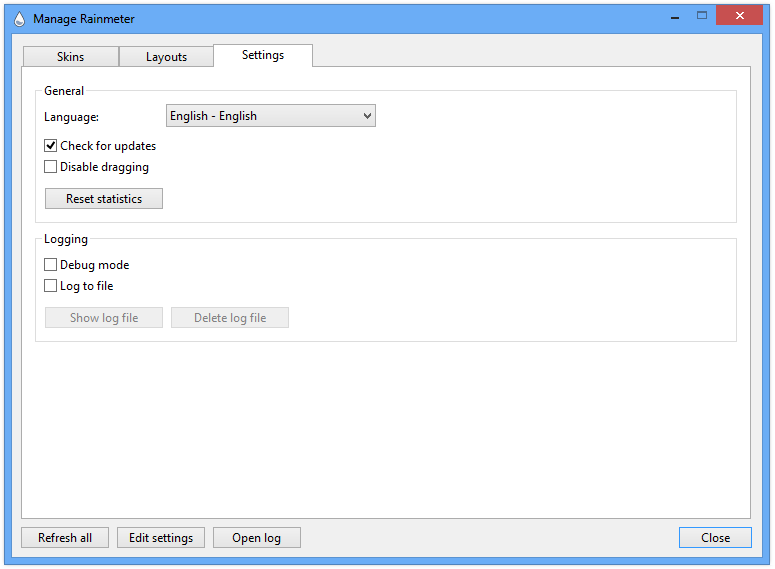 Manage Rainmeter
Skins Layouts Settings
General
Language: English - English
Check for updates
Disable dragging
Reset statistics
Logging
Debug mode
Log to file
Show log file Delete log file
Refresh all Edit settings Open log Close